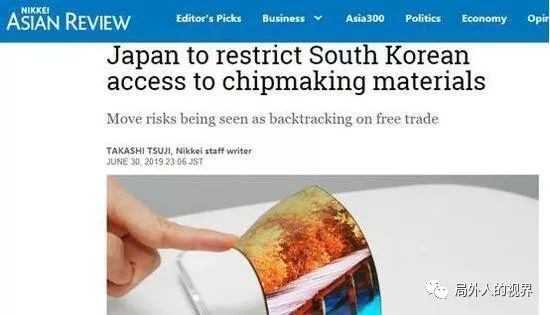 NIKKEI
ASIAN REVIEW
Editor's Picks Business Asia300 Politics Economy Opin
Japan to restrict South Korean
access to chipmaking materials
Move risks being seen as backtracking on free trade
TAKASHI TSUJI, Nikkei staff writer
JUNE 30, 2019 23:06 JST
局外人的视界